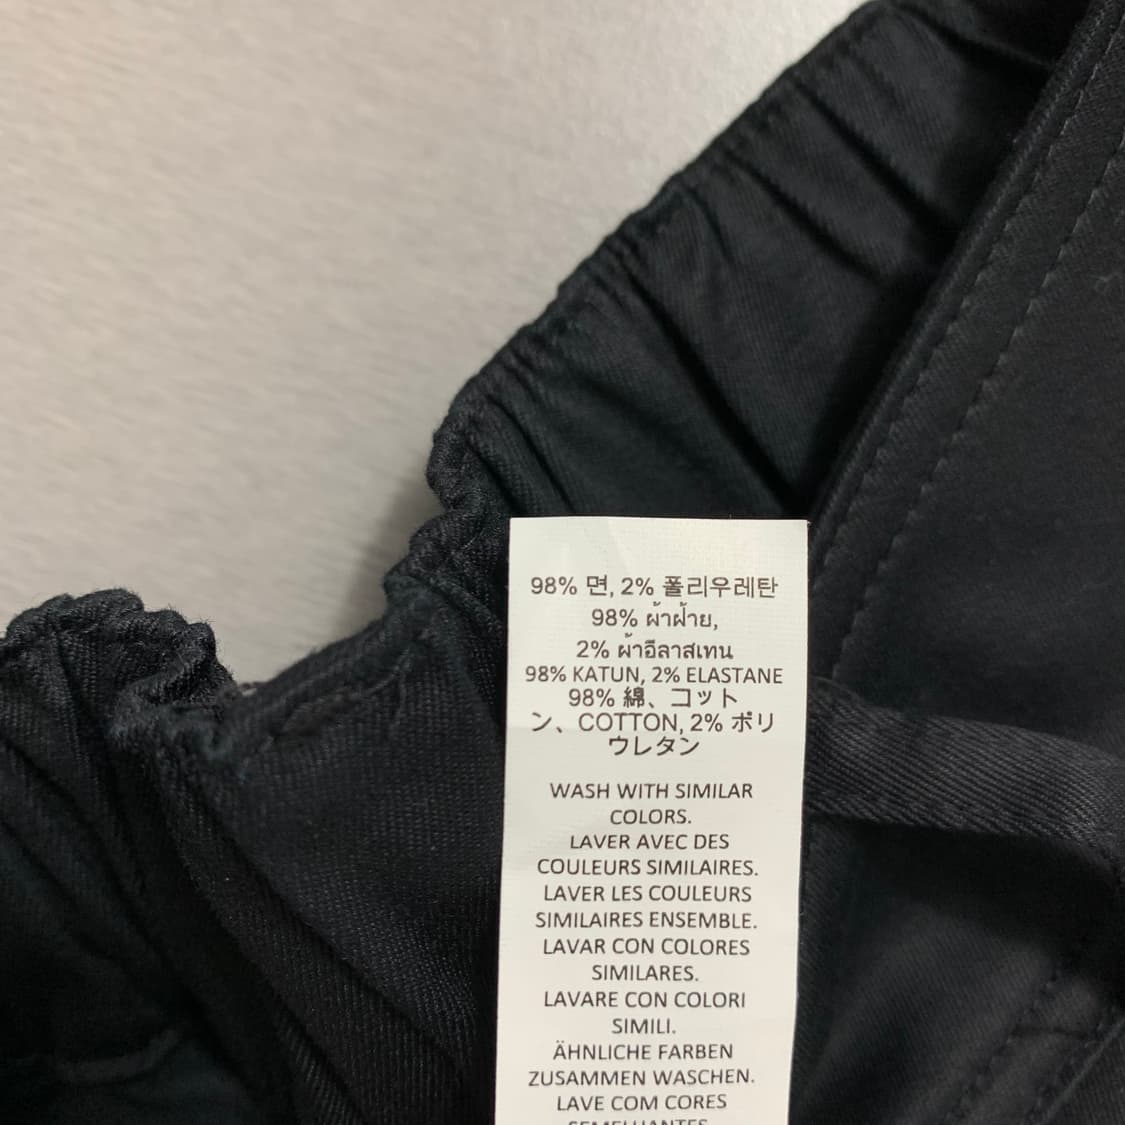 98% 면, 2% 폴리우레탄
98% ผ้าฝ้าย,
2% ผ้าอีลาสเทน
98% KATUN, 2% ELASTANE
98% 綿、コット
ン、COTTON, 2% ポリ
ウレタン
WASH WITH SIMILAR
COLORS.
LAVER AVEC DES
COULEURS SIMILAIRES.
LAVER LES COULEURS
SIMILAIRES ENSEMBLE.
LAVAR CON COLORES
SIMILARES.
LAVARE CON COLORI
SIMILI.
ÄHNLICHE FARBEN
ZUSAMMEN WASCHEN.
LAVE COM CORES
SEMELHANTES.